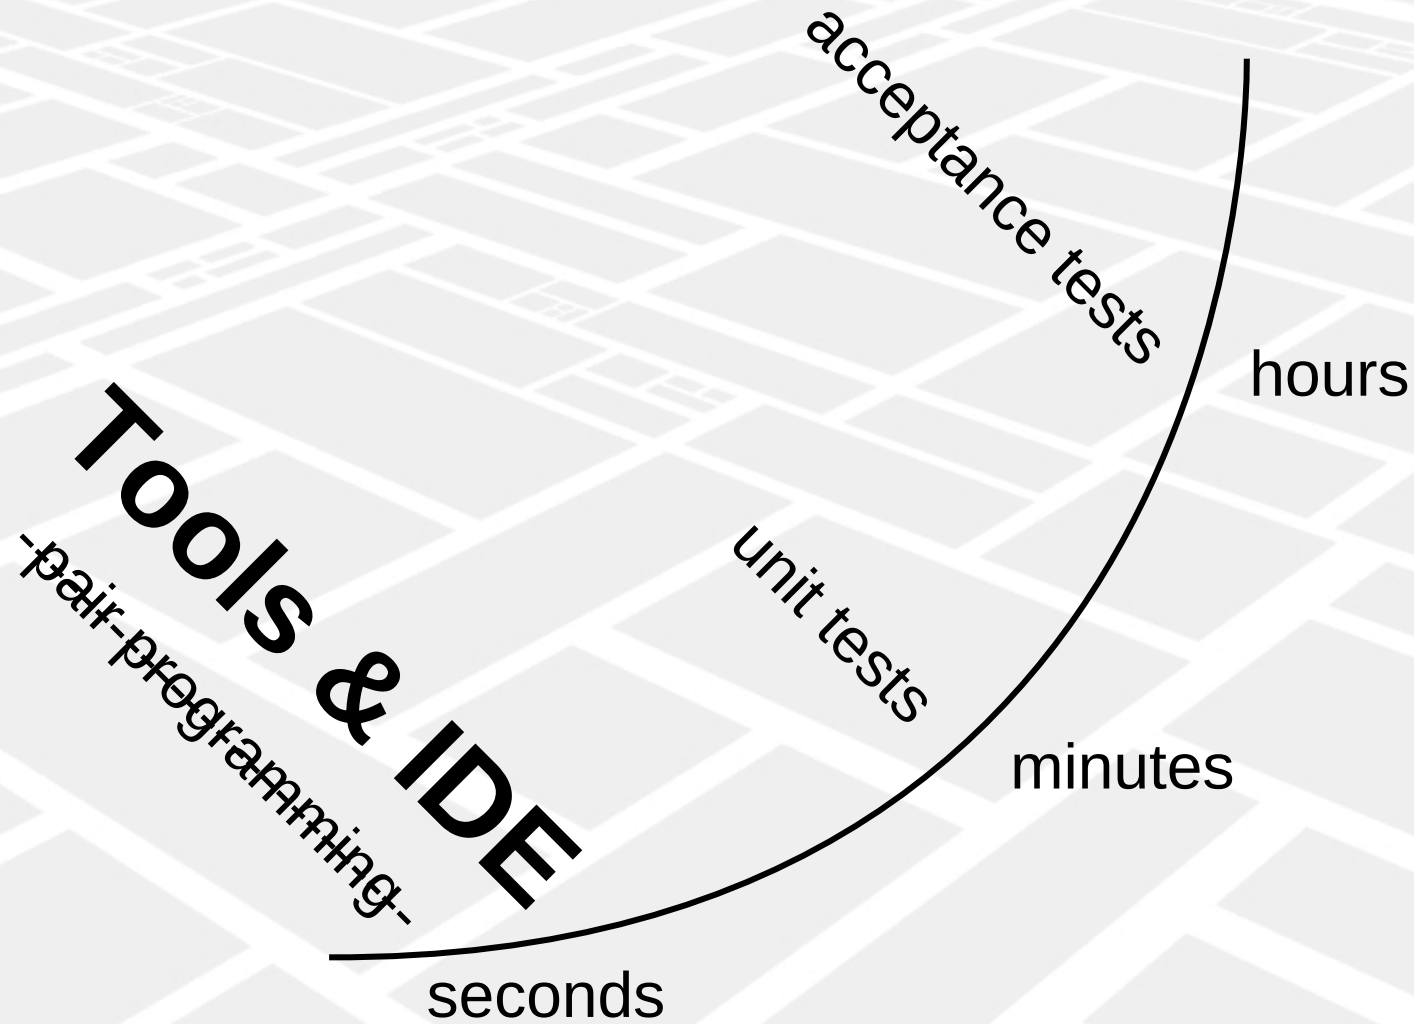 acceptance tests
hours
Tools & IDE
-pair-programming-
unit tests
minutes
seconds